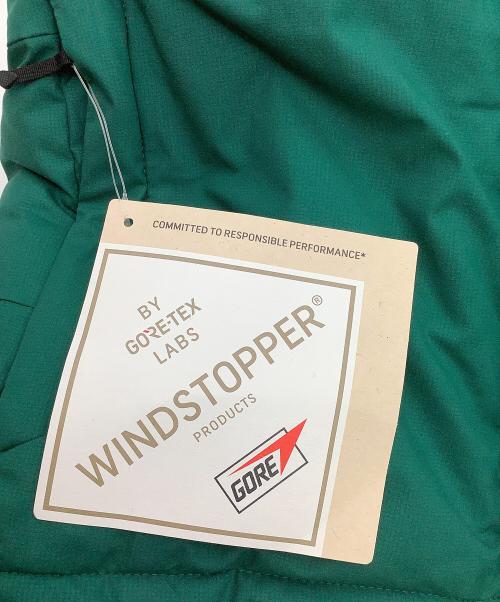 COMMITTED TO RESPONSIBLE PERFORMANCE*
BY
GORE-TEX
LABS
WINDSTOPPER®
PRODUCTS
GORE